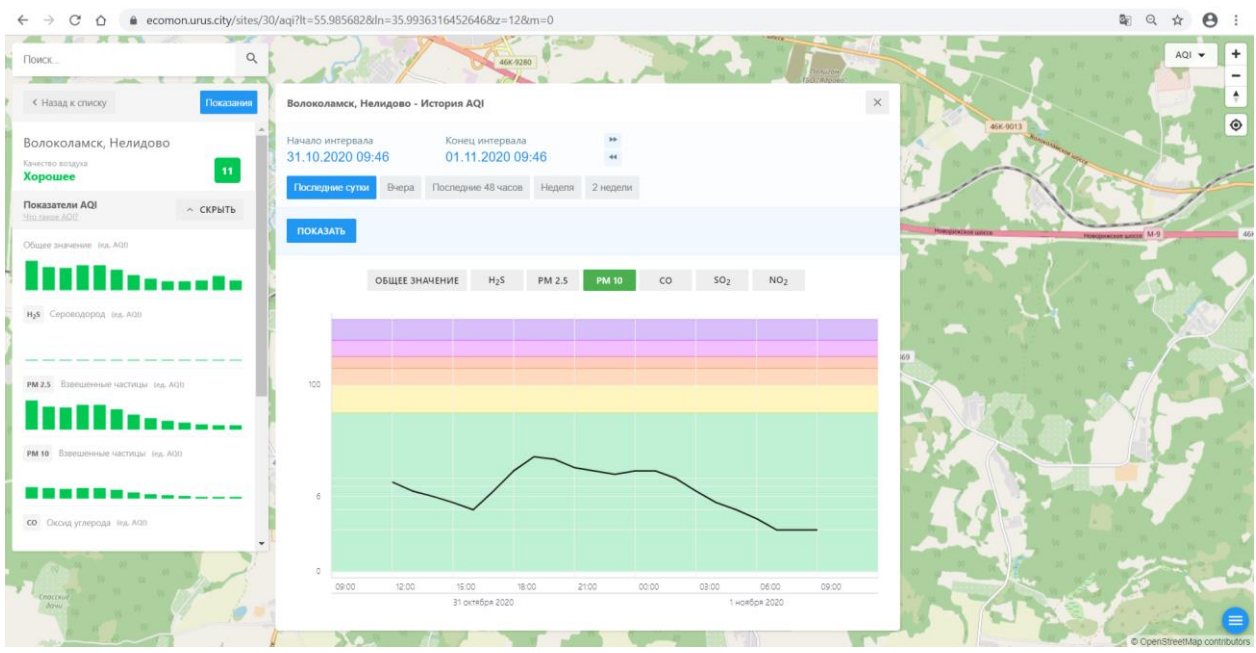 ecomon.urus.city/sites/30/aqi?lt=55.985682&ln=35.9936316452646&z=12&m=0
Поиск...
46К-9280
AQI
< Назад к списку
Показания
Волоколамск, Нелидово - История AQI
46К-9013
Волоколамск, Нелидово
Качество воздуха
Хорошее
11
Начало интервала
Конец интервала
31.10.2020 09:46
01.11.2020 09:46
Последние сутки
Вчера
Последние 48 часов
Неделя
2 недели
Показатели AQI
Что такое AQI?
СКРЫТЬ
ПОКАЗАТЬ
Новорижское шоссе
Новорижское шоссе
М-9
Общее значение (ед. AQI)
ОБЩЕЕ ЗНАЧЕНИЕ
H₂S
PM 2.5
PM 10
CO
SO₂
NO₂
H₂S Сероводород (ед. AQI)
PM 2.5 Взвешенные частицы (ед. AQI)
100
PM 10 Взвешенные частицы (ед. AQI)
6
CO Оксид углерода (ед. AQI)
0
09:00 12:00 15:00 18:00 21:00 00:00 03:00 06:00 09:00
31 октября 2020
1 ноября 2020
© OpenStreetMap contributors